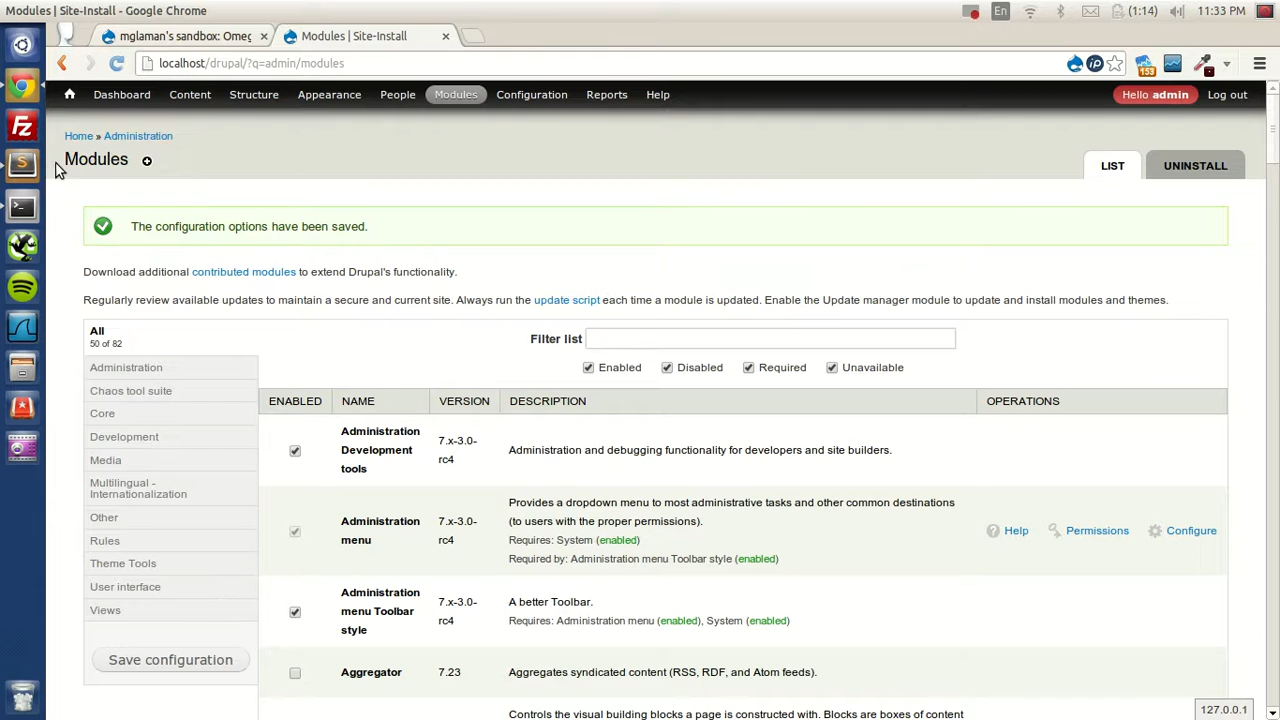 Modules | Site-Install - Google Chrome
En
(1:14)
11:33 PM
mglaman's sandbox: Omeg
Modules | Site-Install
localhost/drupal/?q=admin/modules
153
Dashboard Content Structure Appearance People Modules Configuration Reports Help
Hello admin Log out
Home » Administration
Modules
LIST UNINSTALL
The configuration options have been saved.
Download additional contributed modules to extend Drupal's functionality.
Regularly review available updates to maintain a secure and current site. Always run the update script each time a module is updated. Enable the Update manager module to update and install modules and themes.
All
50 of 82
Administration
Chaos tool suite
Core
Development
Media
Multilingual -
Internationalization
Other
Rules
Theme Tools
User interface
Views
Save configuration
Filter list
Enabled Disabled Required Unavailable
ENABLED NAME VERSION DESCRIPTION OPERATIONS
Administration
Development
tools
7.x-3.0-
rc4
Administration and debugging functionality for developers and site builders.
Administration
menu
7.x-3.0-
rc4
Provides a dropdown menu to most administrative tasks and other common destinations
(to users with the proper permissions).
Requires: System (enabled)
Required by: Administration menu Toolbar style (enabled)
Help Permissions Configure
Administration
menu Toolbar
style
7.x-3.0-
rc4
A better Toolbar.
Requires: Administration menu (enabled), System (enabled)
Aggregator
7.23
Aggregates syndicated content (RSS, RDF, and Atom feeds).
Controls the visual building blocks a page is constructed with. Blocks are boxes of content
127.0.0.1